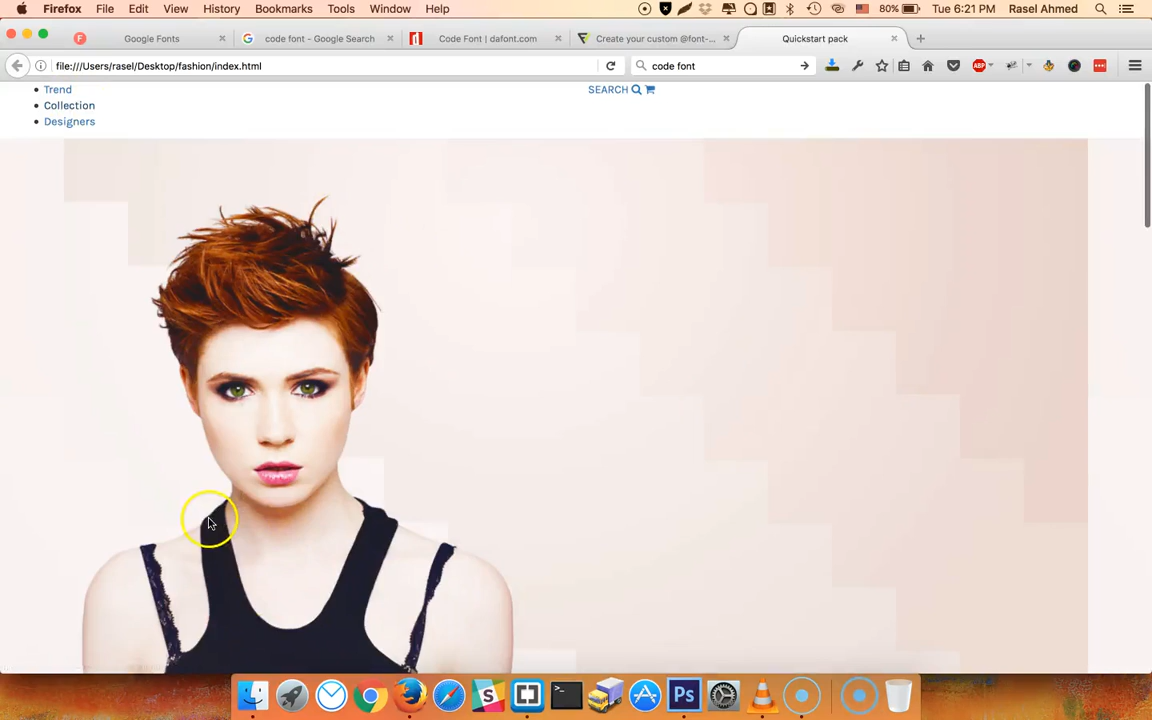 Firefox File Edit View History Bookmarks Tools Window Help 80% Tue 6:21 PM Rasel Ahmed
Google Fonts code font - Google Search Code Font | dafont.com Create your custom @font-... Quickstart pack
file:///Users/rasel/Desktop/fashion/index.html code font
Trend SEARCH
Collection
Designers